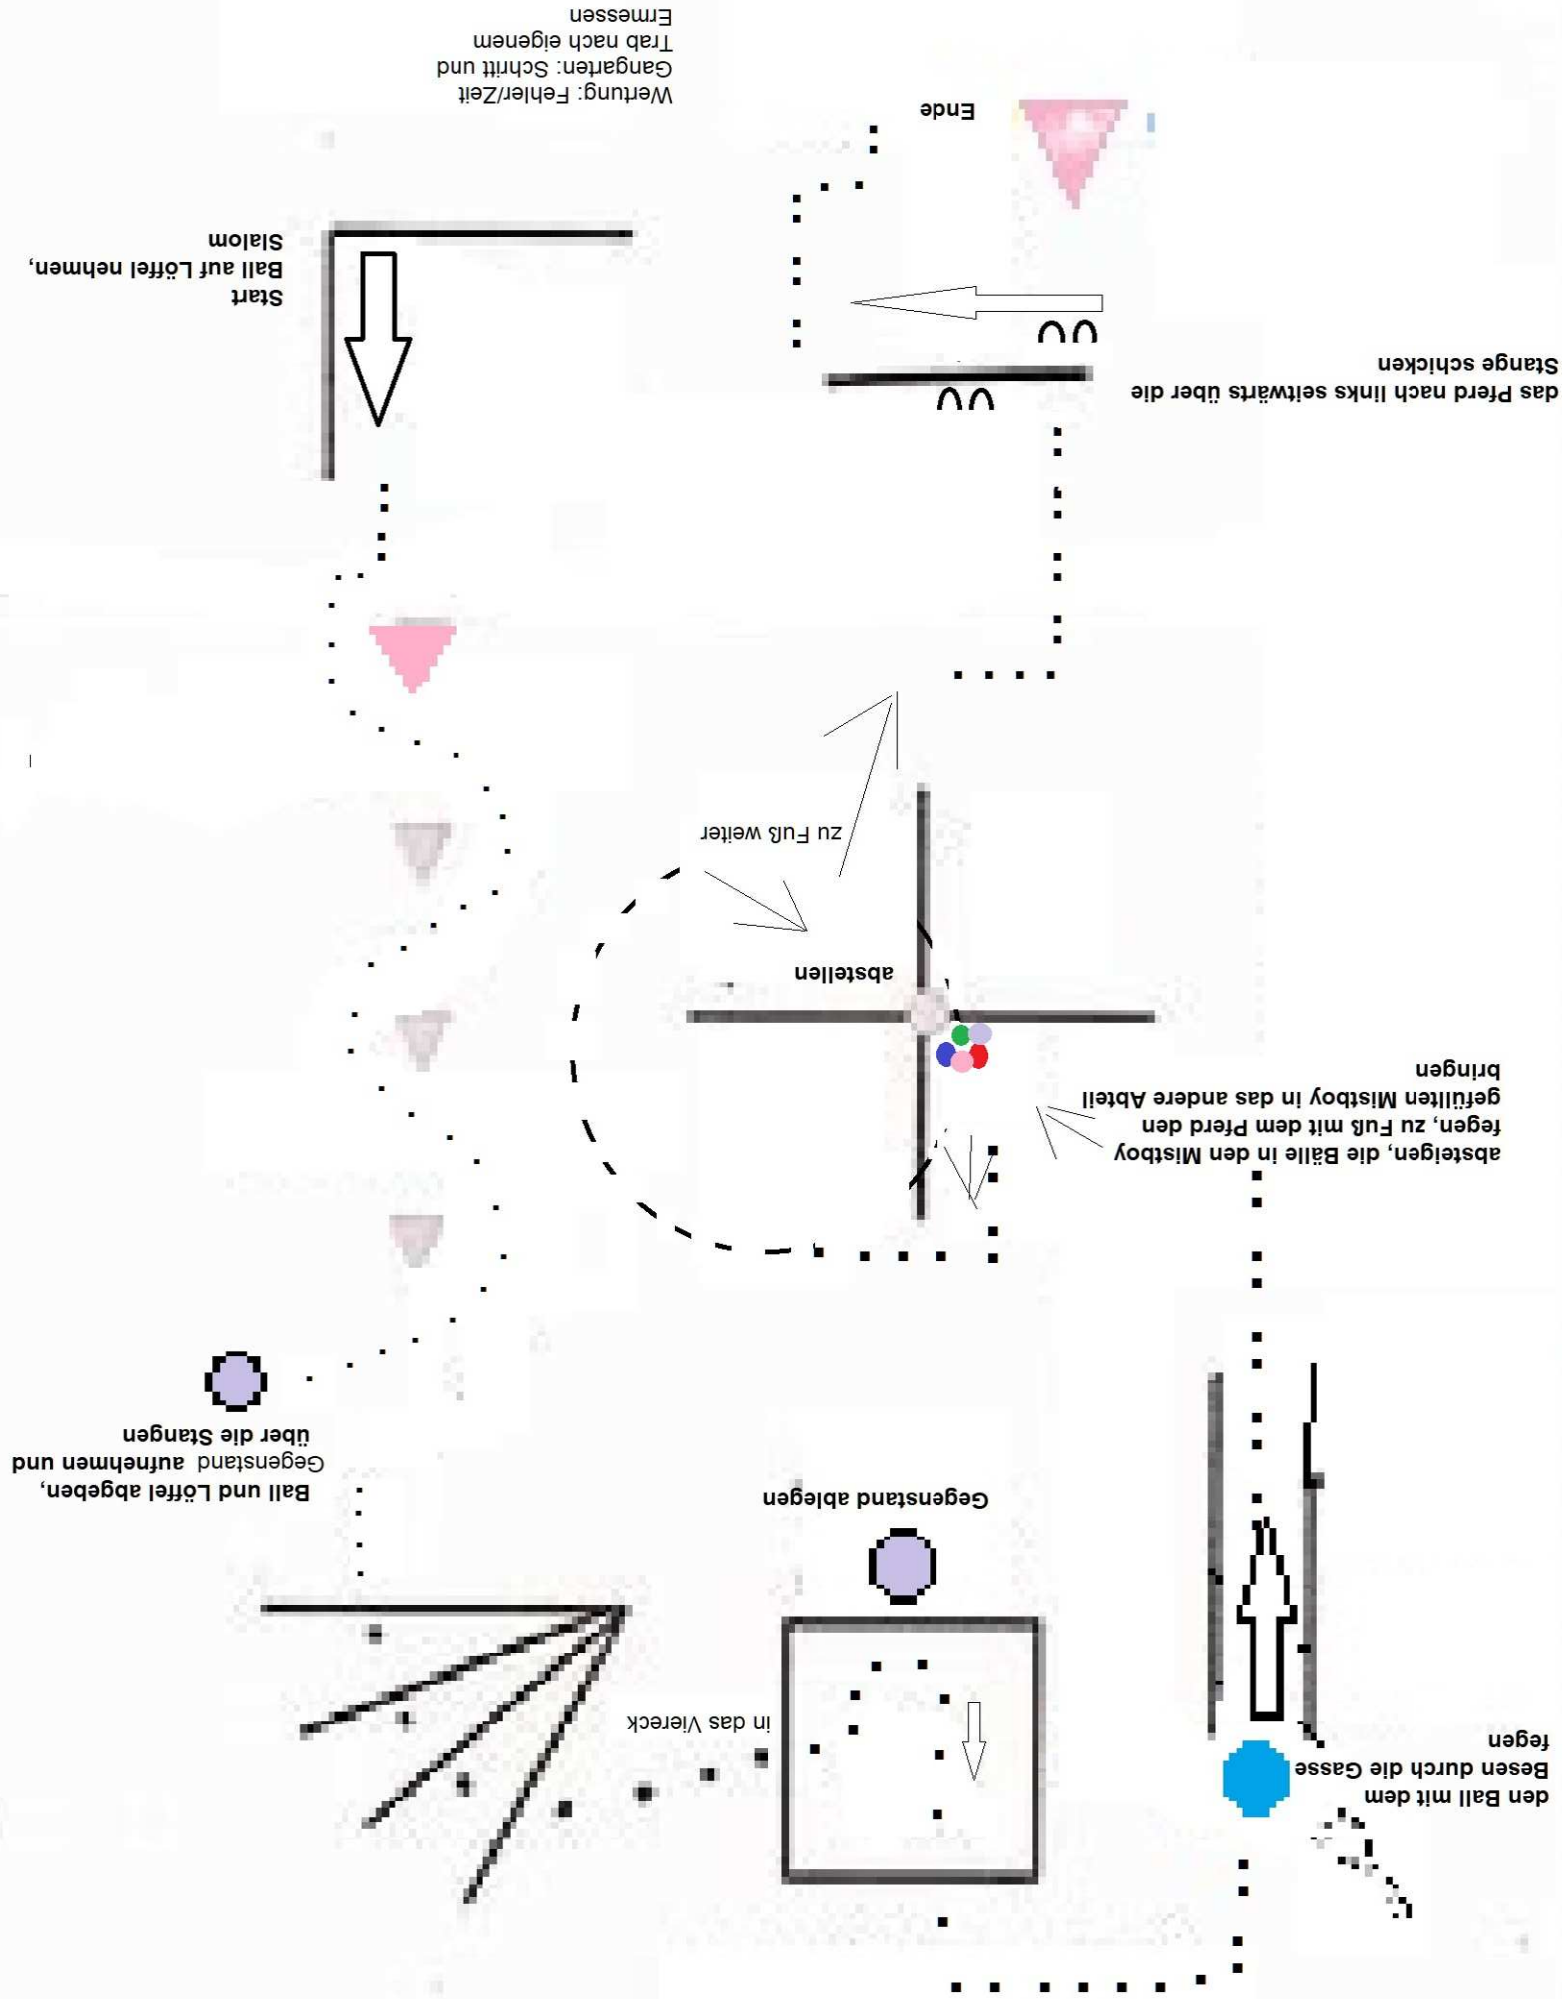 den Ball mit dem
Besen durch die Gasse
fegen
in das Viereck
Gegenstand ablegen
Ball und Löffel abgeben,
Gegenstand aufnehmen und
über die Stangen
absteigen, die Bälle in den Mistboy
fegen, zu Fuß mit dem Pferd den
gefüllten Mistboy in das andere Abteil
bringen
abstellen
zu Fuß weiter
das Pferd nach links seitwärts über die
Stange schicken
Start
Ball auf Löffel nehmen,
Slalom
Ende
Wertung: Fehler/Zeit
Gangarten: Schritt und
Trab nach eigenem
Ermessen